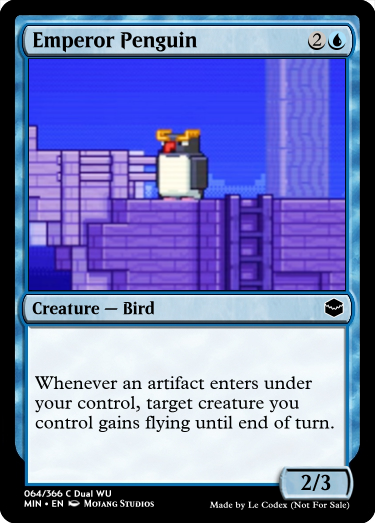 Emperor Penguin 2
Creature — Bird
Whenever an artifact enters under
your control, target creature you
control gains flying until end of turn.
2/3
064/366 C Dual WU
MIN • EN Mojang Studios
Made by Le Codex (Not For Sale)